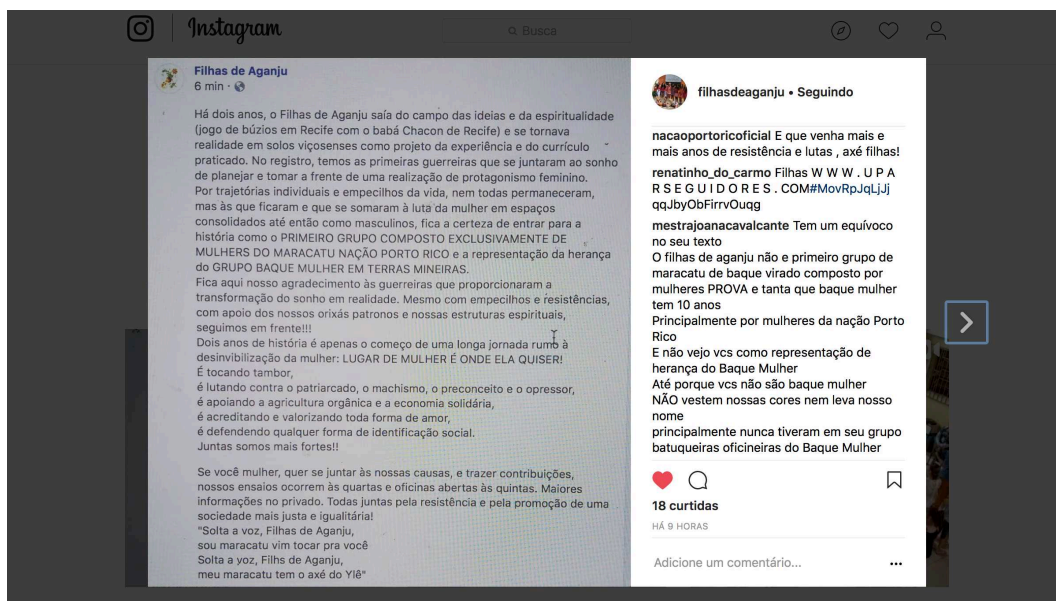 Instagram
Busca
Filhas de Aganju
6 min
Há dois anos, o Filhas de Aganju saía do campo das ideias e da espiritualidade
(jogo de búzios em Recife com o babá Chacon de Recife) e se tornava
realidade em solos viçosenses como projeto da experiência e do currículo
praticado. No registro, temos as primeiras guerreiras que se juntaram ao sonho
de planejar e tomar a frente de uma realização de protagonismo feminino.
Por trajetórias individuais e empecilhos da vida, nem todas permaneceram,
mas às que ficaram e que se somaram à luta da mulher em espaços
consolidados até então como masculinos, fica a certeza de entrar para a
história como o PRIMEIRO GRUPO COMPOSTO EXCLUSIVAMENTE DE
MULHERS DO MARACATU NAÇÃO PORTO RICO e a representação da herança
do GRUPO BAQUE MULHER EM TERRAS MINEIRAS.
Fica aqui nosso agradecimento às guerreiras que proporcionaram a
transformação do sonho em realidade. Mesmo com empecilhos e resistências,
com apoio dos nossos orixás patronos e nossas estruturas espirituais,
seguimos em frente!!!
Dois anos de história é apenas o começo de uma longa jornada rumo à
desinvibilização da mulher: LUGAR DE MULHER É ONDE ELA QUISER!
É tocando tambor,
é lutando contra o patriarcado, o machismo, o preconceito e o opressor,
é apoiando a agricultura orgânica e a economia solidária,
é acreditando e valorizando toda forma de amor,
é defendendo qualquer forma de identificação social.
Juntas somos mais fortes!!
Se você mulher, quer se juntar às nossas causas, e trazer contribuições,
nossos ensaios ocorrem às quartas e oficinas abertas às quintas. Maiores
informações no privado. Todas juntas pela resistência e pela promoção de uma
sociedade mais justa e igualitária!
"Solta a voz, Filhas de Aganju,
sou maracatu vim tocar pra você
Solta a voz, Filhs de Aganju,
meu maracatu tem o axé do Ylê"
filhasdeaganju • Seguindo
nacaoportoricoficial E que venha mais e
mais anos de resistência e lutas , axé filhas!
renatinho_do_carmo Filhas W W W . U P A
R S E G U I D O R E S . COM#MovRpJqLjJj
qqJbyObFirrvOuqg
mestrajoanacavalcante Tem um equívoco
no seu texto
O filhas de aganju não e primeiro grupo de
maracatu de baque virado composto por
mulheres PROVA e tanta que baque mulher
tem 10 anos
Principalmente por mulheres da nação Porto
Rico
E não vejo vcs como representação de
herança do Baque Mulher
Até porque vcs não são baque mulher
NÃO vestem nossas cores nem leva nosso
nome
principalmente nunca tiveram em seu grupo
batuqueiras oficineiras do Baque Mulher
18 curtidas
HÁ 9 HORAS
Adicione um comentário...